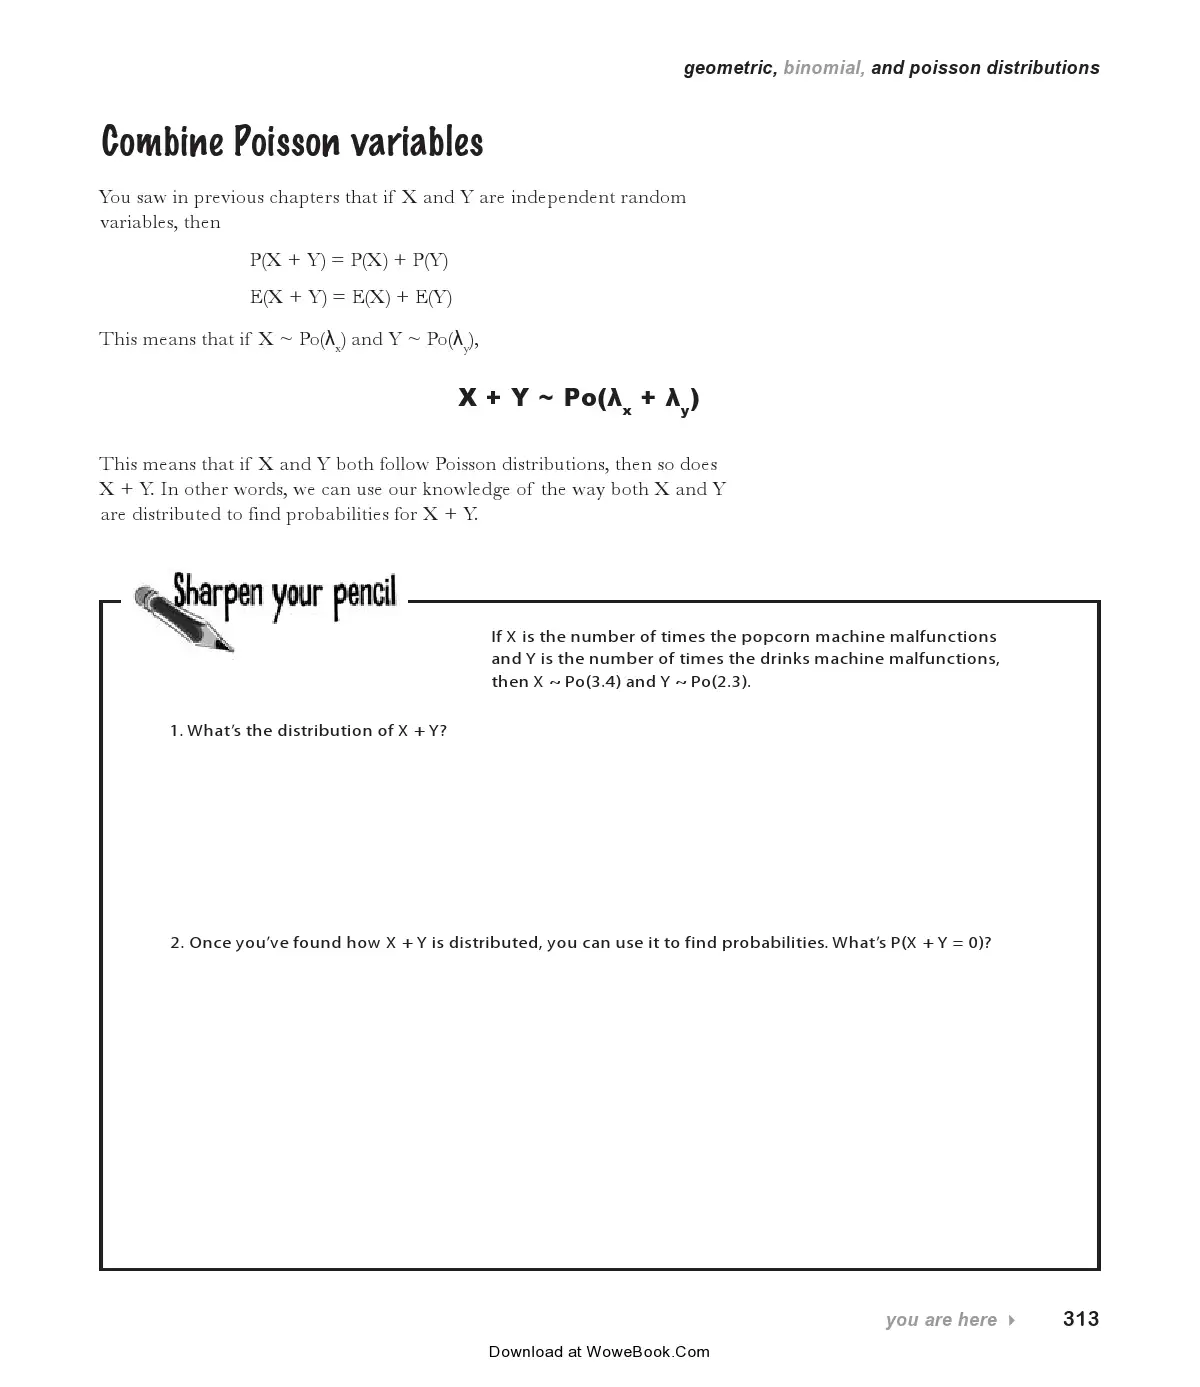 geometric, binomial, and poisson distributions
Combine Poisson variables
You saw in previous chapters that if X and Y are independent random
variables, then
P(X + Y) = P(X) + P(Y)
E(X + Y) = E(X) + E(Y)
This means that if X ~ Po(λx) and Y ~ Po(λy),
X + Y ~ Po(λx + λy)
This means that if X and Y both follow Poisson distributions, then so does
X + Y. In other words, we can use our knowledge of the way both X and Y
are distributed to find probabilities for X + Y.
Sharpen your pencil
If X is the number of times the popcorn machine malfunctions
and Y is the number of times the drinks machine malfunctions,
then X ~ Po(3.4) and Y ~ Po(2.3).
1. What's the distribution of X + Y?
2. Once you've found how X + Y is distributed, you can use it to find probabilities. What's P(X + Y = 0)?
you are here 313
Download at WoweBook.Com